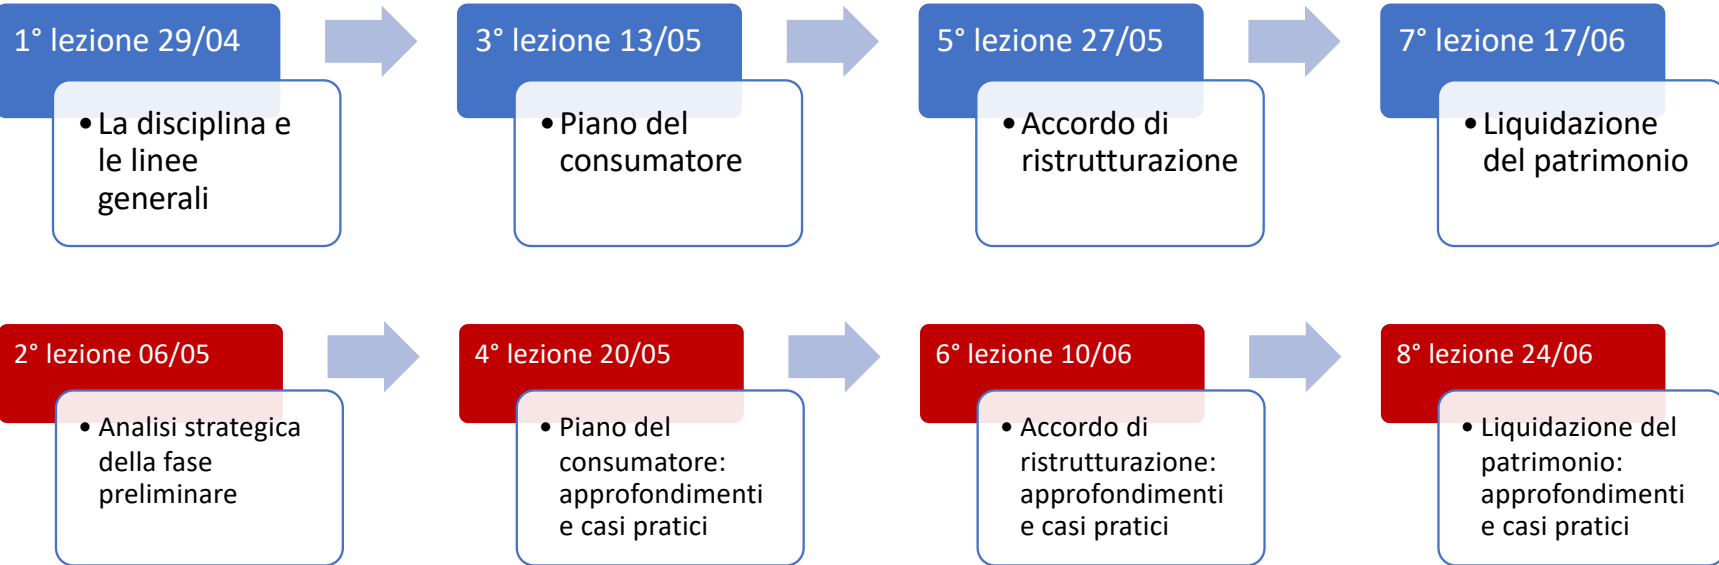 1° lezione 29/04
• La disciplina e
le linee
generali
3° lezione 13/05
• Piano del
consumatore
5° lezione 27/05
• Accordo di
ristrutturazione
7° lezione 17/06
• Liquidazione
del patrimonio
2° lezione 06/05
• Analisi strategica
della fase
preliminare
4° lezione 20/05
• Piano del
consumatore:
approfondimenti
e casi pratici
6° lezione 10/06
• Accordo di
ristrutturazione:
approfondimenti
e casi pratici
8° lezione 24/06
• Liquidazione del
patrimonio:
approfondimenti
e casi pratici